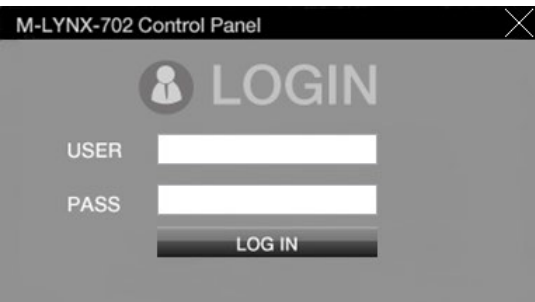 M-LYNX-702 Control Panel
LOGIN
USER
PASS
LOG IN